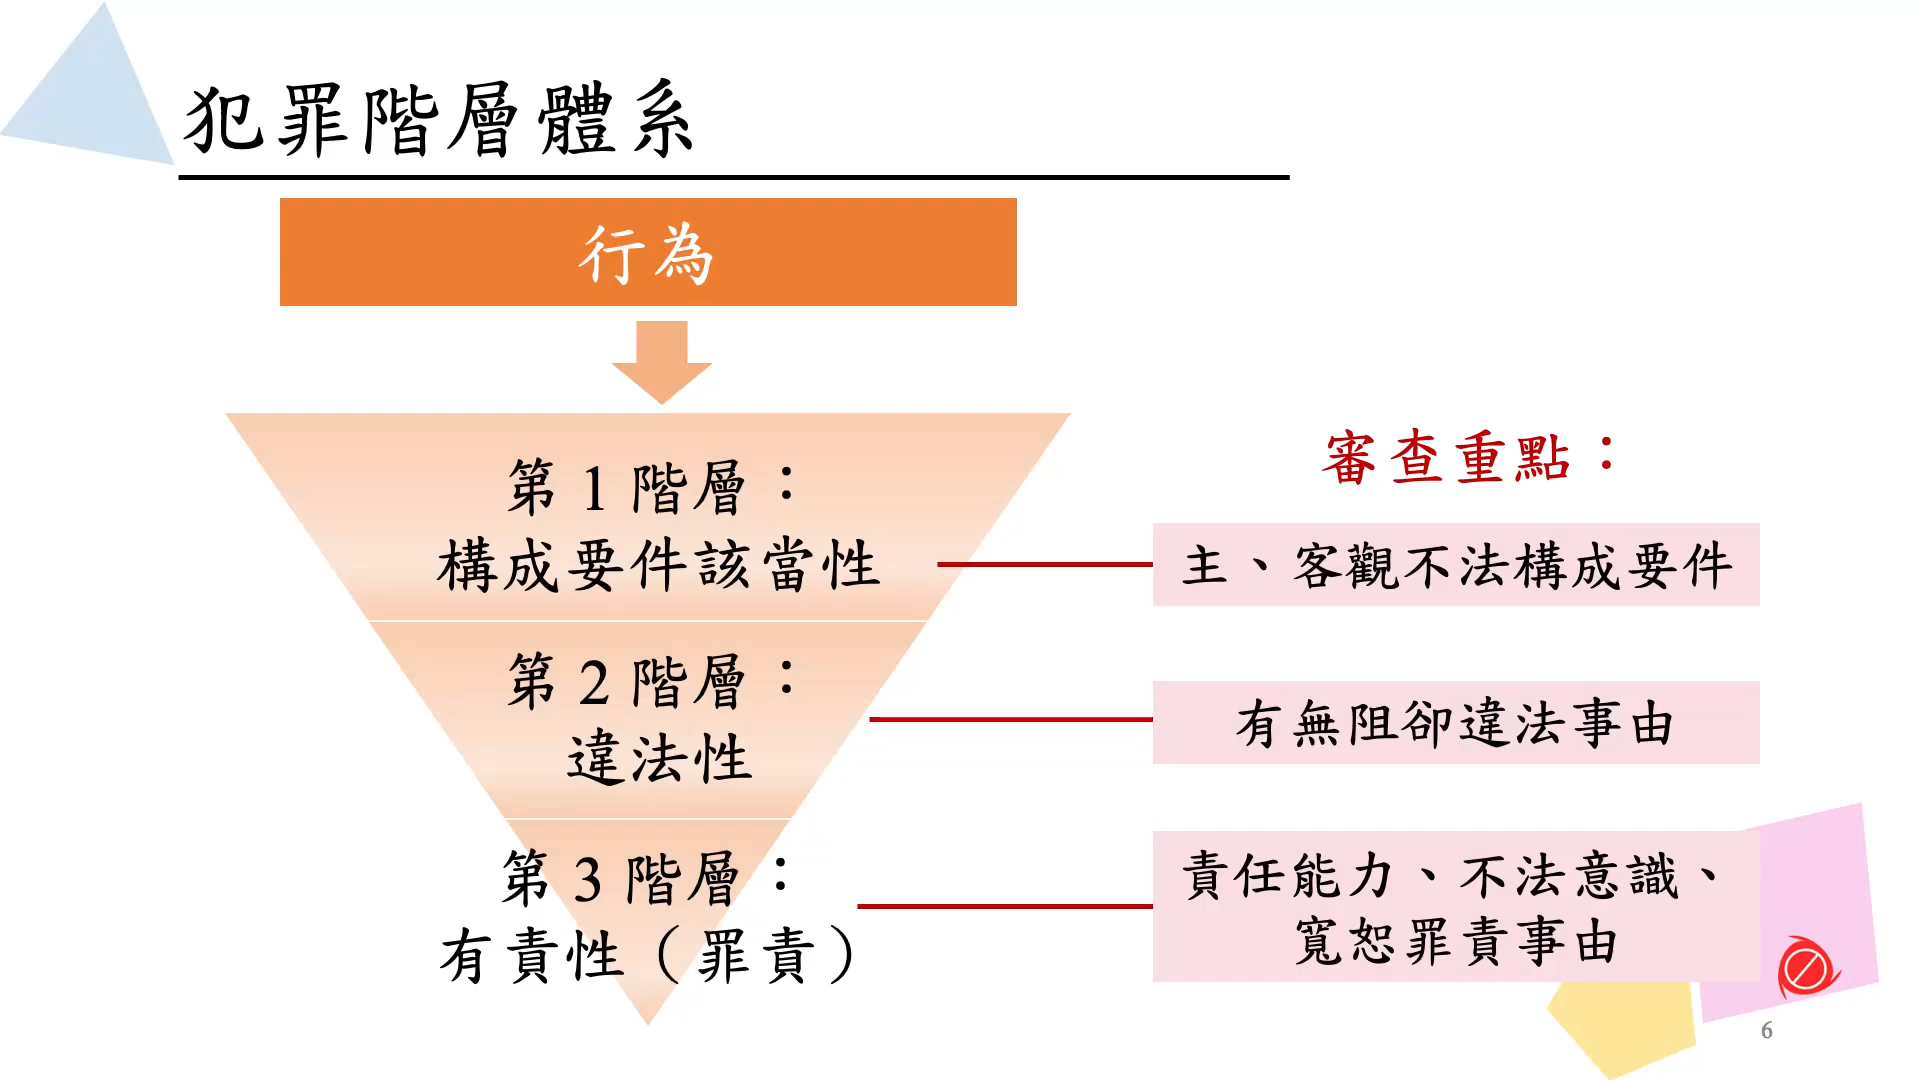 犯罪階層體系
行為
第 1 階層：
構成要件該當性
第 2 階層：
違法性
第 3 階層：
有責性（罪責）
審查重點：
主、客觀不法構成要件
有無阻卻違法事由
責任能力、不法意識、
寬恕罪責事由
6